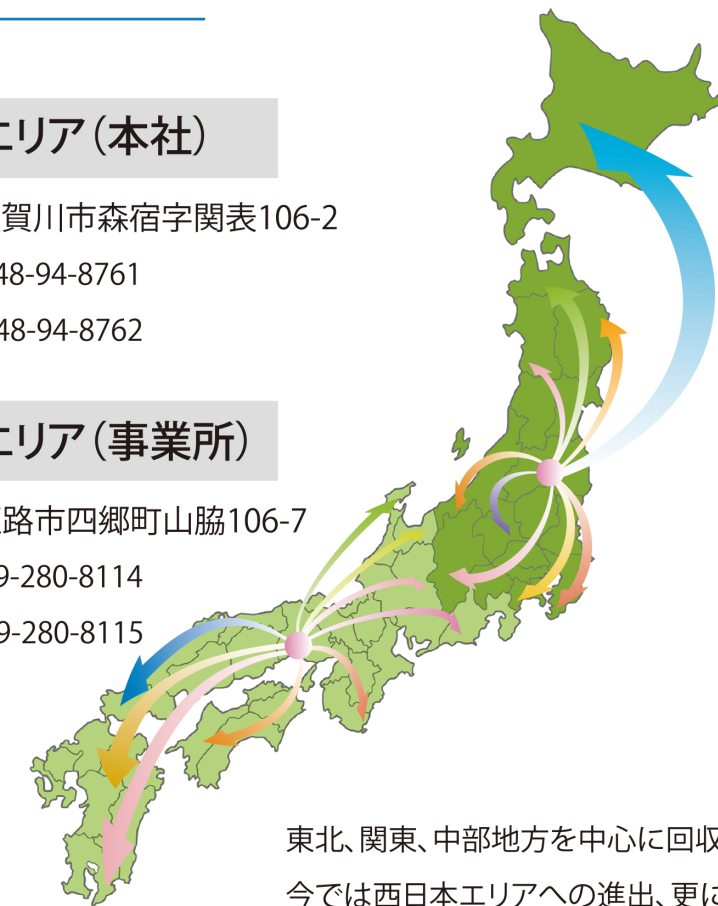 エリア（本社）
賀川市森宿字関表106-2
48-94-8761
48-94-8762
エリア（事業所）
路市四郷町山脇106-7
9-280-8114
9-280-8115
東北、関東、中部地方を中心に回収
今では西日本エリアへの進出、更に